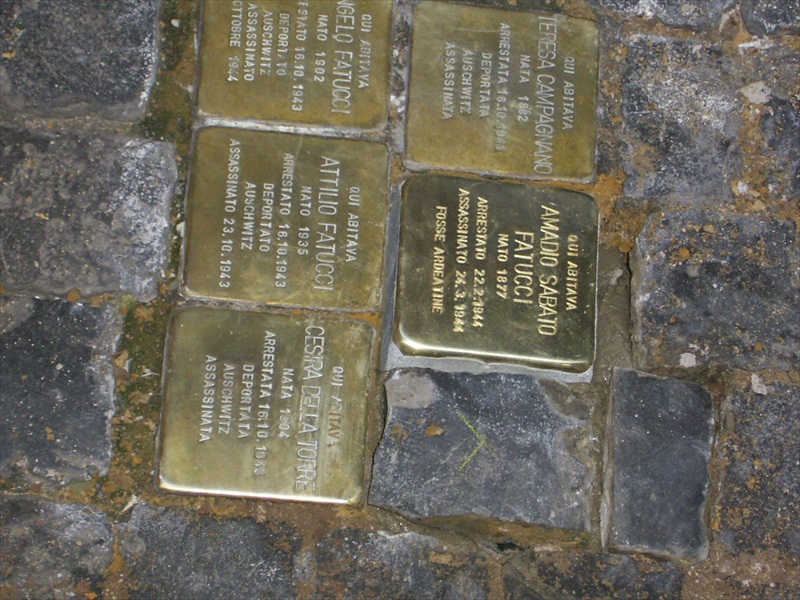 QUI ABITAVA
TERESA CAMPAGNANO
NATA 1882
ARRESTATA 16.10.1943
DEPORTATA
AUSCHWITZ
ASSASSINATA
QUI ABITAVA
AMADIO SABATO
FATUCCI
NATO 1877
ARRESTATO 22.2.1944
ASSASSINATO 24.3.1944
FOSSE ARDEATINE
QUI ABITAVA
NGELO FATUCCI
NATO 1902
ESTATO 16.10.1943
DEPORTATO
AUSCHWITZ
ASSASSINATO
OTTOBRE 1944
QUI ABITAVA
ATTILIO FATUCCI
NATO 1935
ARRESTATO 16.10.1943
DEPORTATO
AUSCHWITZ
ASSASSINATO 23.10.1943
QUI ABITAVA
CESIRA DELLA TORRE
NATA 1904
ARRESTATA 16.10.1943
DEPORTATA
AUSCHWITZ
ASSASSINATA